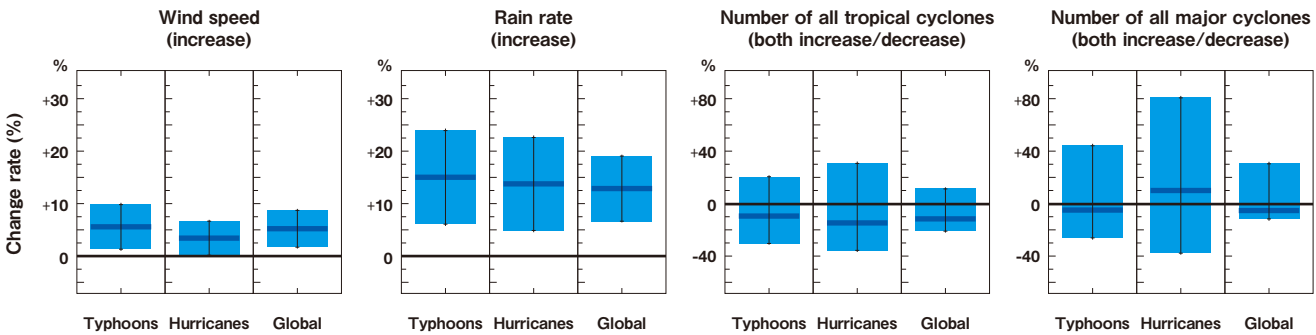 Wind speed
(increase)
Rain rate
(increase)
Number of all tropical cyclones
(both increase/decrease)
Number of all major cyclones
(both increase/decrease)
Change rate (%)
%
+30
+20
+10
0
Typhoons Hurricanes Global
%
+30
+20
+10
0
Typhoons Hurricanes Global
%
+80
+40
0
-40
Typhoons Hurricanes Global
%
+80
+40
0
-40
Typhoons Hurricanes Global